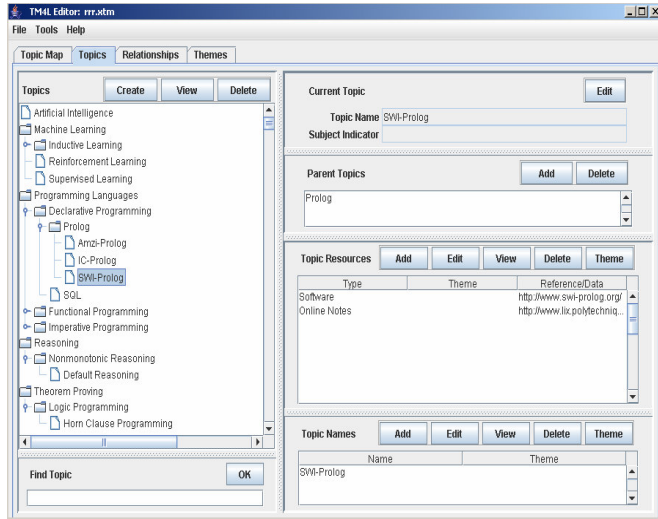 TM4L Editor: rrr.xtm
File Tools Help
Topic Map Topics Relationships Themes
Topics Create View Delete
Artificial Intelligence
Machine Learning
Inductive Learning
Reinforcement Learning
Supervised Learning
Programming Languages
Declarative Programming
Prolog
Amzi-Prolog
IC-Prolog
SWI-Prolog
SQL
Functional Programming
Imperative Programming
Reasoning
Nonmonotonic Reasoning
Default Reasoning
Theorem Proving
Logic Programming
Horn Clause Programming
Find Topic OK
Current Topic Edit
Topic Name SWI-Prolog
Subject Indicator
Parent Topics Add Delete
Prolog
Topic Resources Add Edit View Delete Theme
Type Theme Reference/Data
Software http://www.swi-prolog.org/
Online Notes http://www.lix.polytechniq...
Topic Names Add Edit View Delete Theme
Name Theme
SWI-Prolog